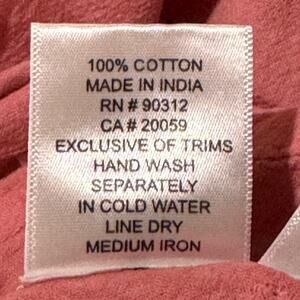 100% COTTON
MADE IN INDIA
RN # 90312
CA # 20059
EXCLUSIVE OF TRIMS
HAND WASH
SEPARATELY
IN COLD WATER
LINE DRY
MEDIUM IRON